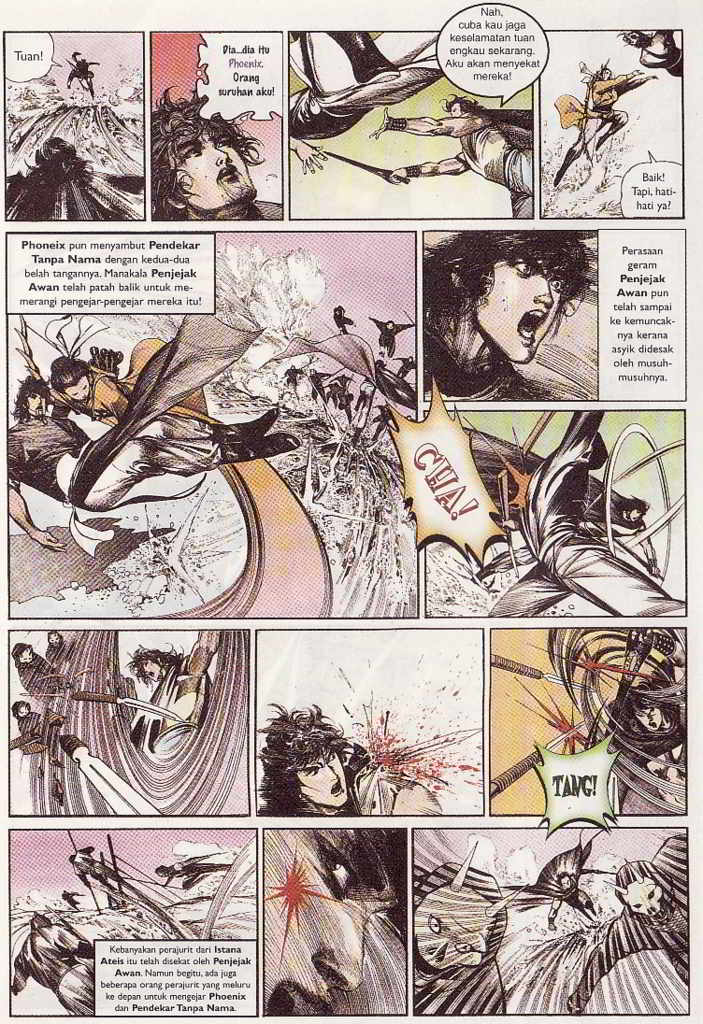 Tuan!
Dia...dia itu
Phoenix.
Orang
suruhan aku!
Nah,
cuba kau jaga
keselamatan tuan
engkau sekarang.
Aku akan menyekat
mereka!
Baik!
Tapi, hati-
hati ya?
Phoneix pun menyambut Pendekar
Tanpa Nama dengan kedua-dua
belah tangannya. Manakala Penjejak
Awan telah patah balik untuk me-
merangi pengejar-pengejar mereka itu!
Perasaan
geram
Penjejak
Awan pun
telah sampai
ke kemuncak-
nya kerana
asyik didesak
oleh musuh-
musuhnya.
CHA!
TANG!
Kebanyakan perajurit dari Istana
Ateis itu telah disekat oleh Penjejak
Awan. Namun begitu, ada juga
beberapa orang perajurit yang meluru
ke depan untuk mengejar Phoenix
dan Pendekar Tanpa Nama.